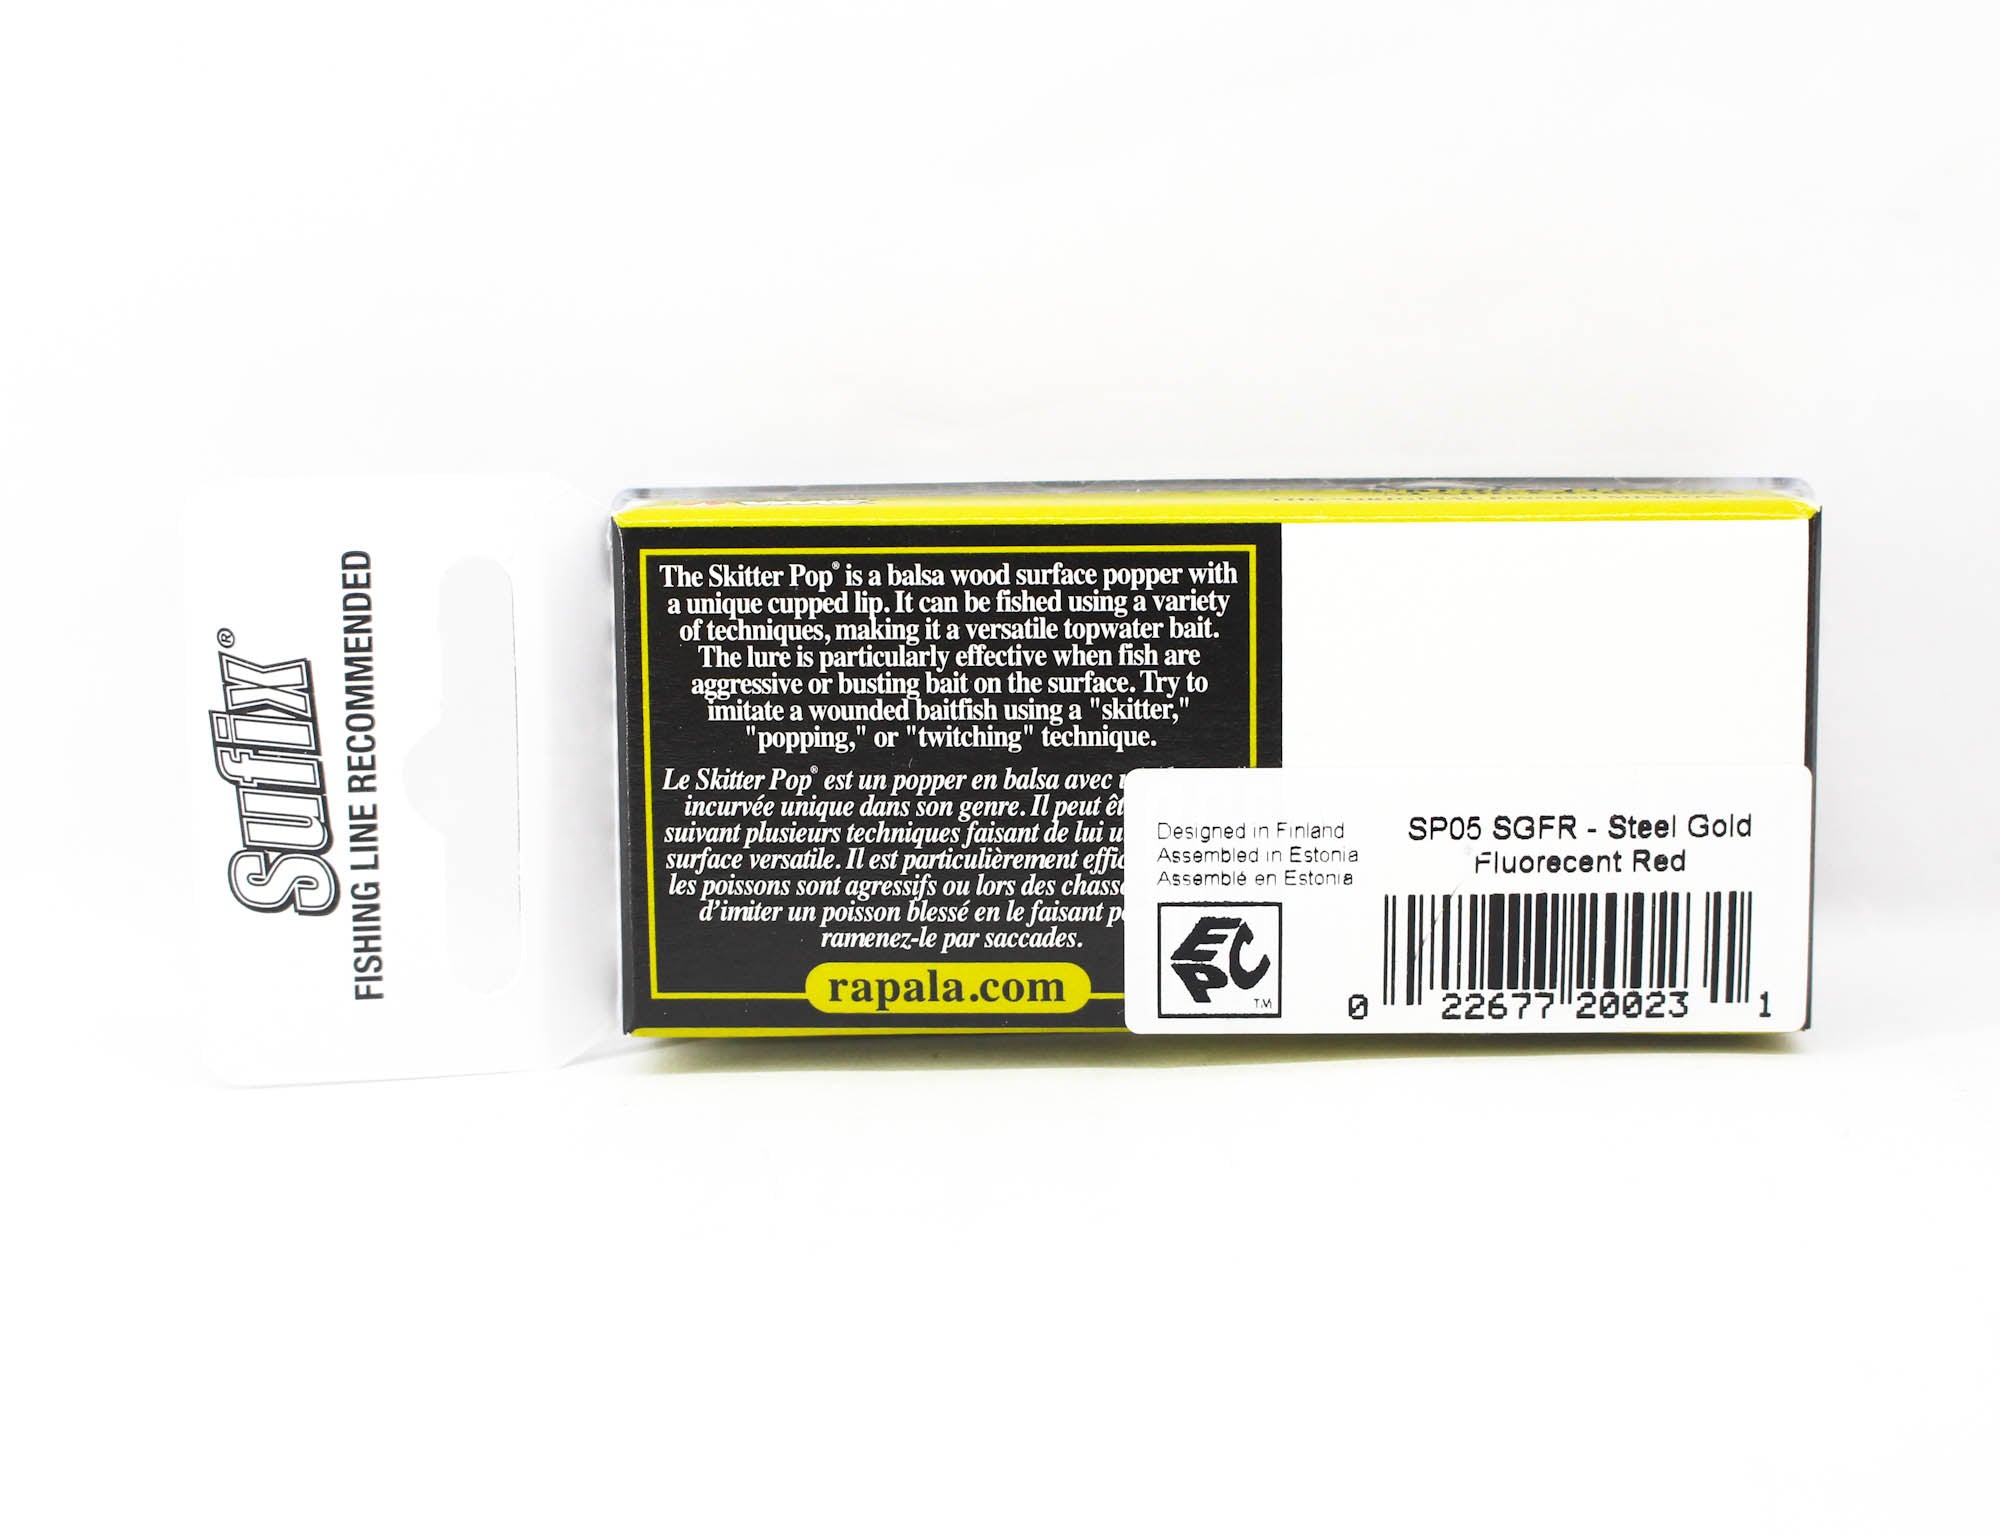 Sufix®
FISHING LINE RECOMMENDED
The Skitter Pop® is a balsa wood surface popper with
a unique cupped lip. It can be fished using a variety
of techniques, making it a versatile topwater bait.
The lure is particularly effective when fish are
aggressive or busting bait on the surface. Try to
imitate a wounded baitfish using a "skitter,"
"popping," or "twitching" technique.
Le Skitter Pop® est un popper en balsa avec
incurvée unique dans son genre. Il peut
suivant plusieurs techniques faisant de lui
surface versatile. Il est particulièrement
les poissons sont agressifs ou lors des
d'imiter un poisson blessé en le faisant
ramenez-le par saccades.
rapala.com
Designed in Finland
Assembled in Estonia
Assemblé en Estonia
EPC
TM
SP05 SGFR - Steel Gold
Fluorecent Red
0 22677 20023 1